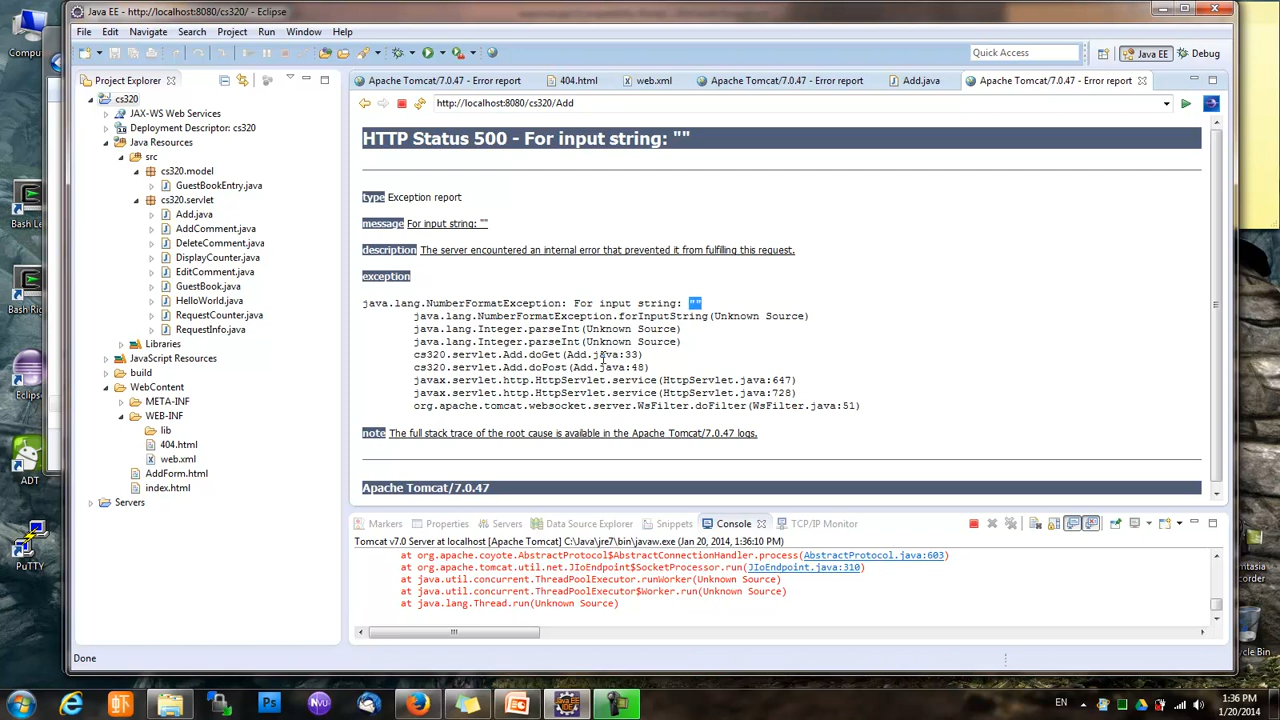 Java EE - http://localhost:8080/cs320/ - Eclipse
File Edit Navigate Search Project Run Window Help
Quick Access
Java EE
Debug
Project Explorer
Apache Tomcat/7.0.47 - Error report
404.html
web.xml
Apache Tomcat/7.0.47 - Error report
Add.java
Apache Tomcat/7.0.47 - Error report
http://localhost:8080/cs320/Add
cs320
JAX-WS Web Services
Deployment Descriptor: cs320
Java Resources
src
cs320.model
GuestBookEntry.java
cs320.servlet
Add.java
AddComment.java
DeleteComment.java
DisplayCounter.java
EditComment.java
GuestBook.java
HelloWorld.java
RequestCounter.java
RequestInfo.java
Libraries
JavaScript Resources
build
WebContent
META-INF
WEB-INF
lib
404.html
web.xml
AddForm.html
index.html
Servers
HTTP Status 500 - For input string: ""
type Exception report
message For input string: ""
description The server encountered an internal error that prevented it from fulfilling this request.
exception
java.lang.NumberFormatException: For input string: ""
java.lang.NumberFormatException.forInputString(Unknown Source)
java.lang.Integer.parseInt(Unknown Source)
java.lang.Integer.parseInt(Unknown Source)
cs320.servlet.Add.doGet(Add.java:33)
cs320.servlet.Add.doPost(Add.java:48)
javax.servlet.http.HttpServlet.service(HttpServlet.java:647)
javax.servlet.http.HttpServlet.service(HttpServlet.java:728)
org.apache.tomcat.websocket.server.WsFilter.doFilter(WsFilter.java:51)
note The full stack trace of the root cause is available in the Apache Tomcat/7.0.47 logs.
Apache Tomcat/7.0.47
Markers Properties Servers Data Source Explorer Snippets Console TCP/IP Monitor
Tomcat v7.0 Server at localhost [Apache Tomcat] C:\Java\jre7\bin\javaw.exe (Jan 20, 2014, 1:36:10 PM)
at org.apache.coyote.AbstractProtocol$AbstractConnectionHandler.process(AbstractProtocol.java:603)
at org.apache.tomcat.util.net.JIoEndpoint$SocketProcessor.run(JIoEndpoint.java:310)
at java.util.concurrent.ThreadPoolExecutor.runWorker(Unknown Source)
at java.util.concurrent.ThreadPoolExecutor$Worker.run(Unknown Source)
at java.lang.Thread.run(Unknown Source)
Done
Comput
Bash Le
Bash Rig
Eclipse
ADT
PuTTY
mtasia
corder
cycle Bin
EN
1:36 PM
1/20/2014